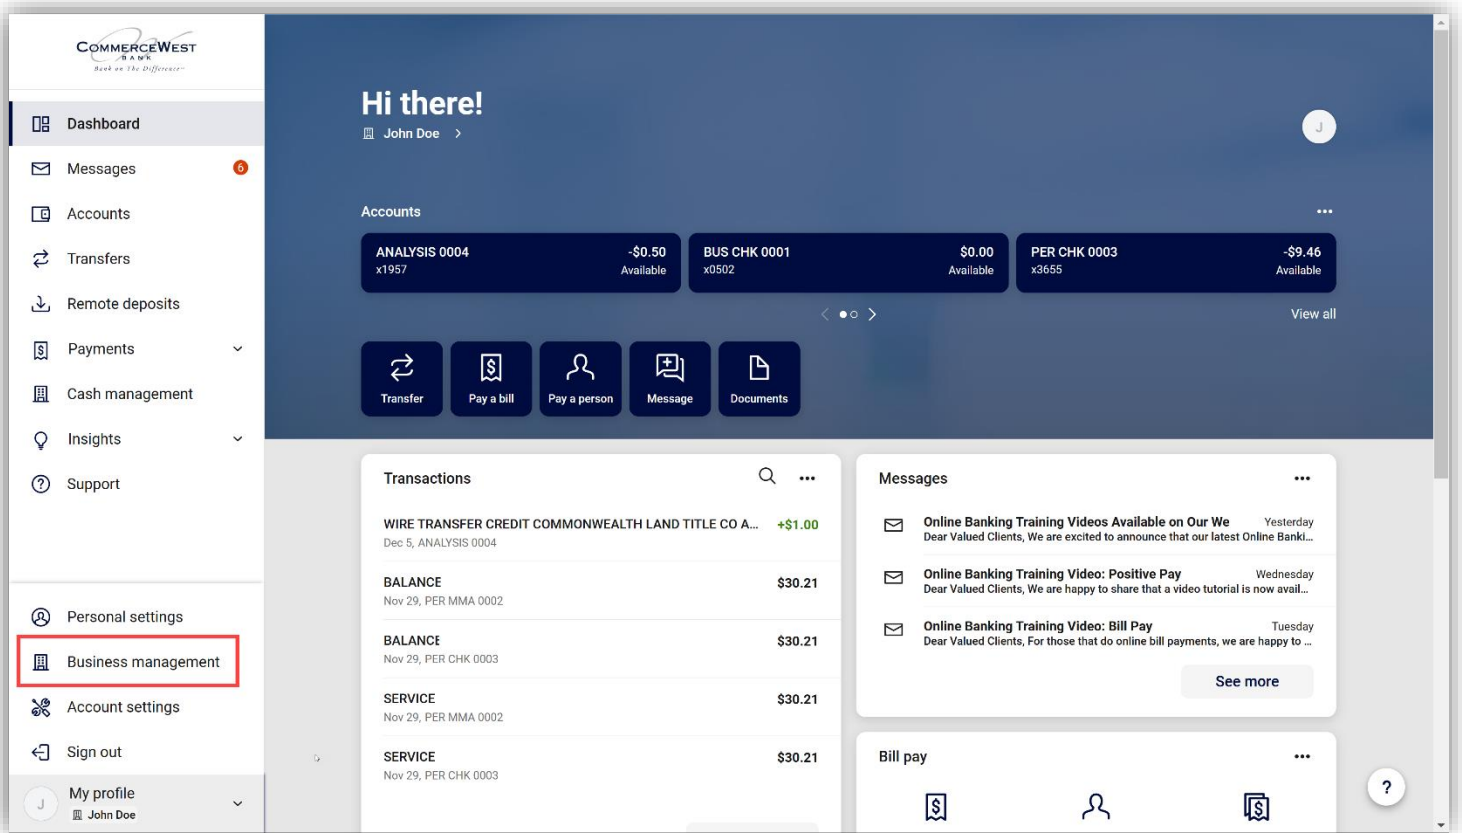 COMMERCEWEST
BANK
Bank on The Difference
Dashboard
Messages
6
Accounts
Transfers
Remote deposits
Payments
Cash management
Insights
Support
Personal settings
Business management
Account settings
Sign out
J
My profile
John Doe
Hi there!
John Doe
J
Accounts
ANALYSIS 0004 -$0.50
x1957 Available
BUS CHK 0001 $0.00
x0502 Available
PER CHK 0003 -$9.46
x3655 Available
View all
Transfer
Pay a bill
Pay a person
Message
Documents
Transactions
WIRE TRANSFER CREDIT COMMONWEALTH LAND TITLE CO A... +$1.00
Dec 5, ANALYSIS 0004
BALANCE $30.21
Nov 29, PER MMA 0002
BALANCE $30.21
Nov 29, PER CHK 0003
SERVICE $30.21
Nov 29, PER MMA 0002
SERVICE $30.21
Nov 29, PER CHK 0003
Messages
Online Banking Training Videos Available on Our We Yesterday
Dear Valued Clients, We are excited to announce that our latest Online Banki...
Online Banking Training Video: Positive Pay Wednesday
Dear Valued Clients, We are happy to share that a video tutorial is now avail...
Online Banking Training Video: Bill Pay Tuesday
Dear Valued Clients, For those that do online bill payments, we are happy to ...
See more
Bill pay
?